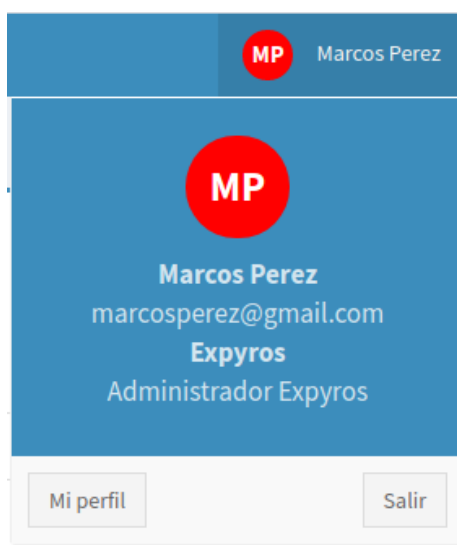 MP Marcos Perez
MP
Marcos Perez
marcosperez@gmail.com
Expyros
Administrador Expyros
Mi perfil Salir